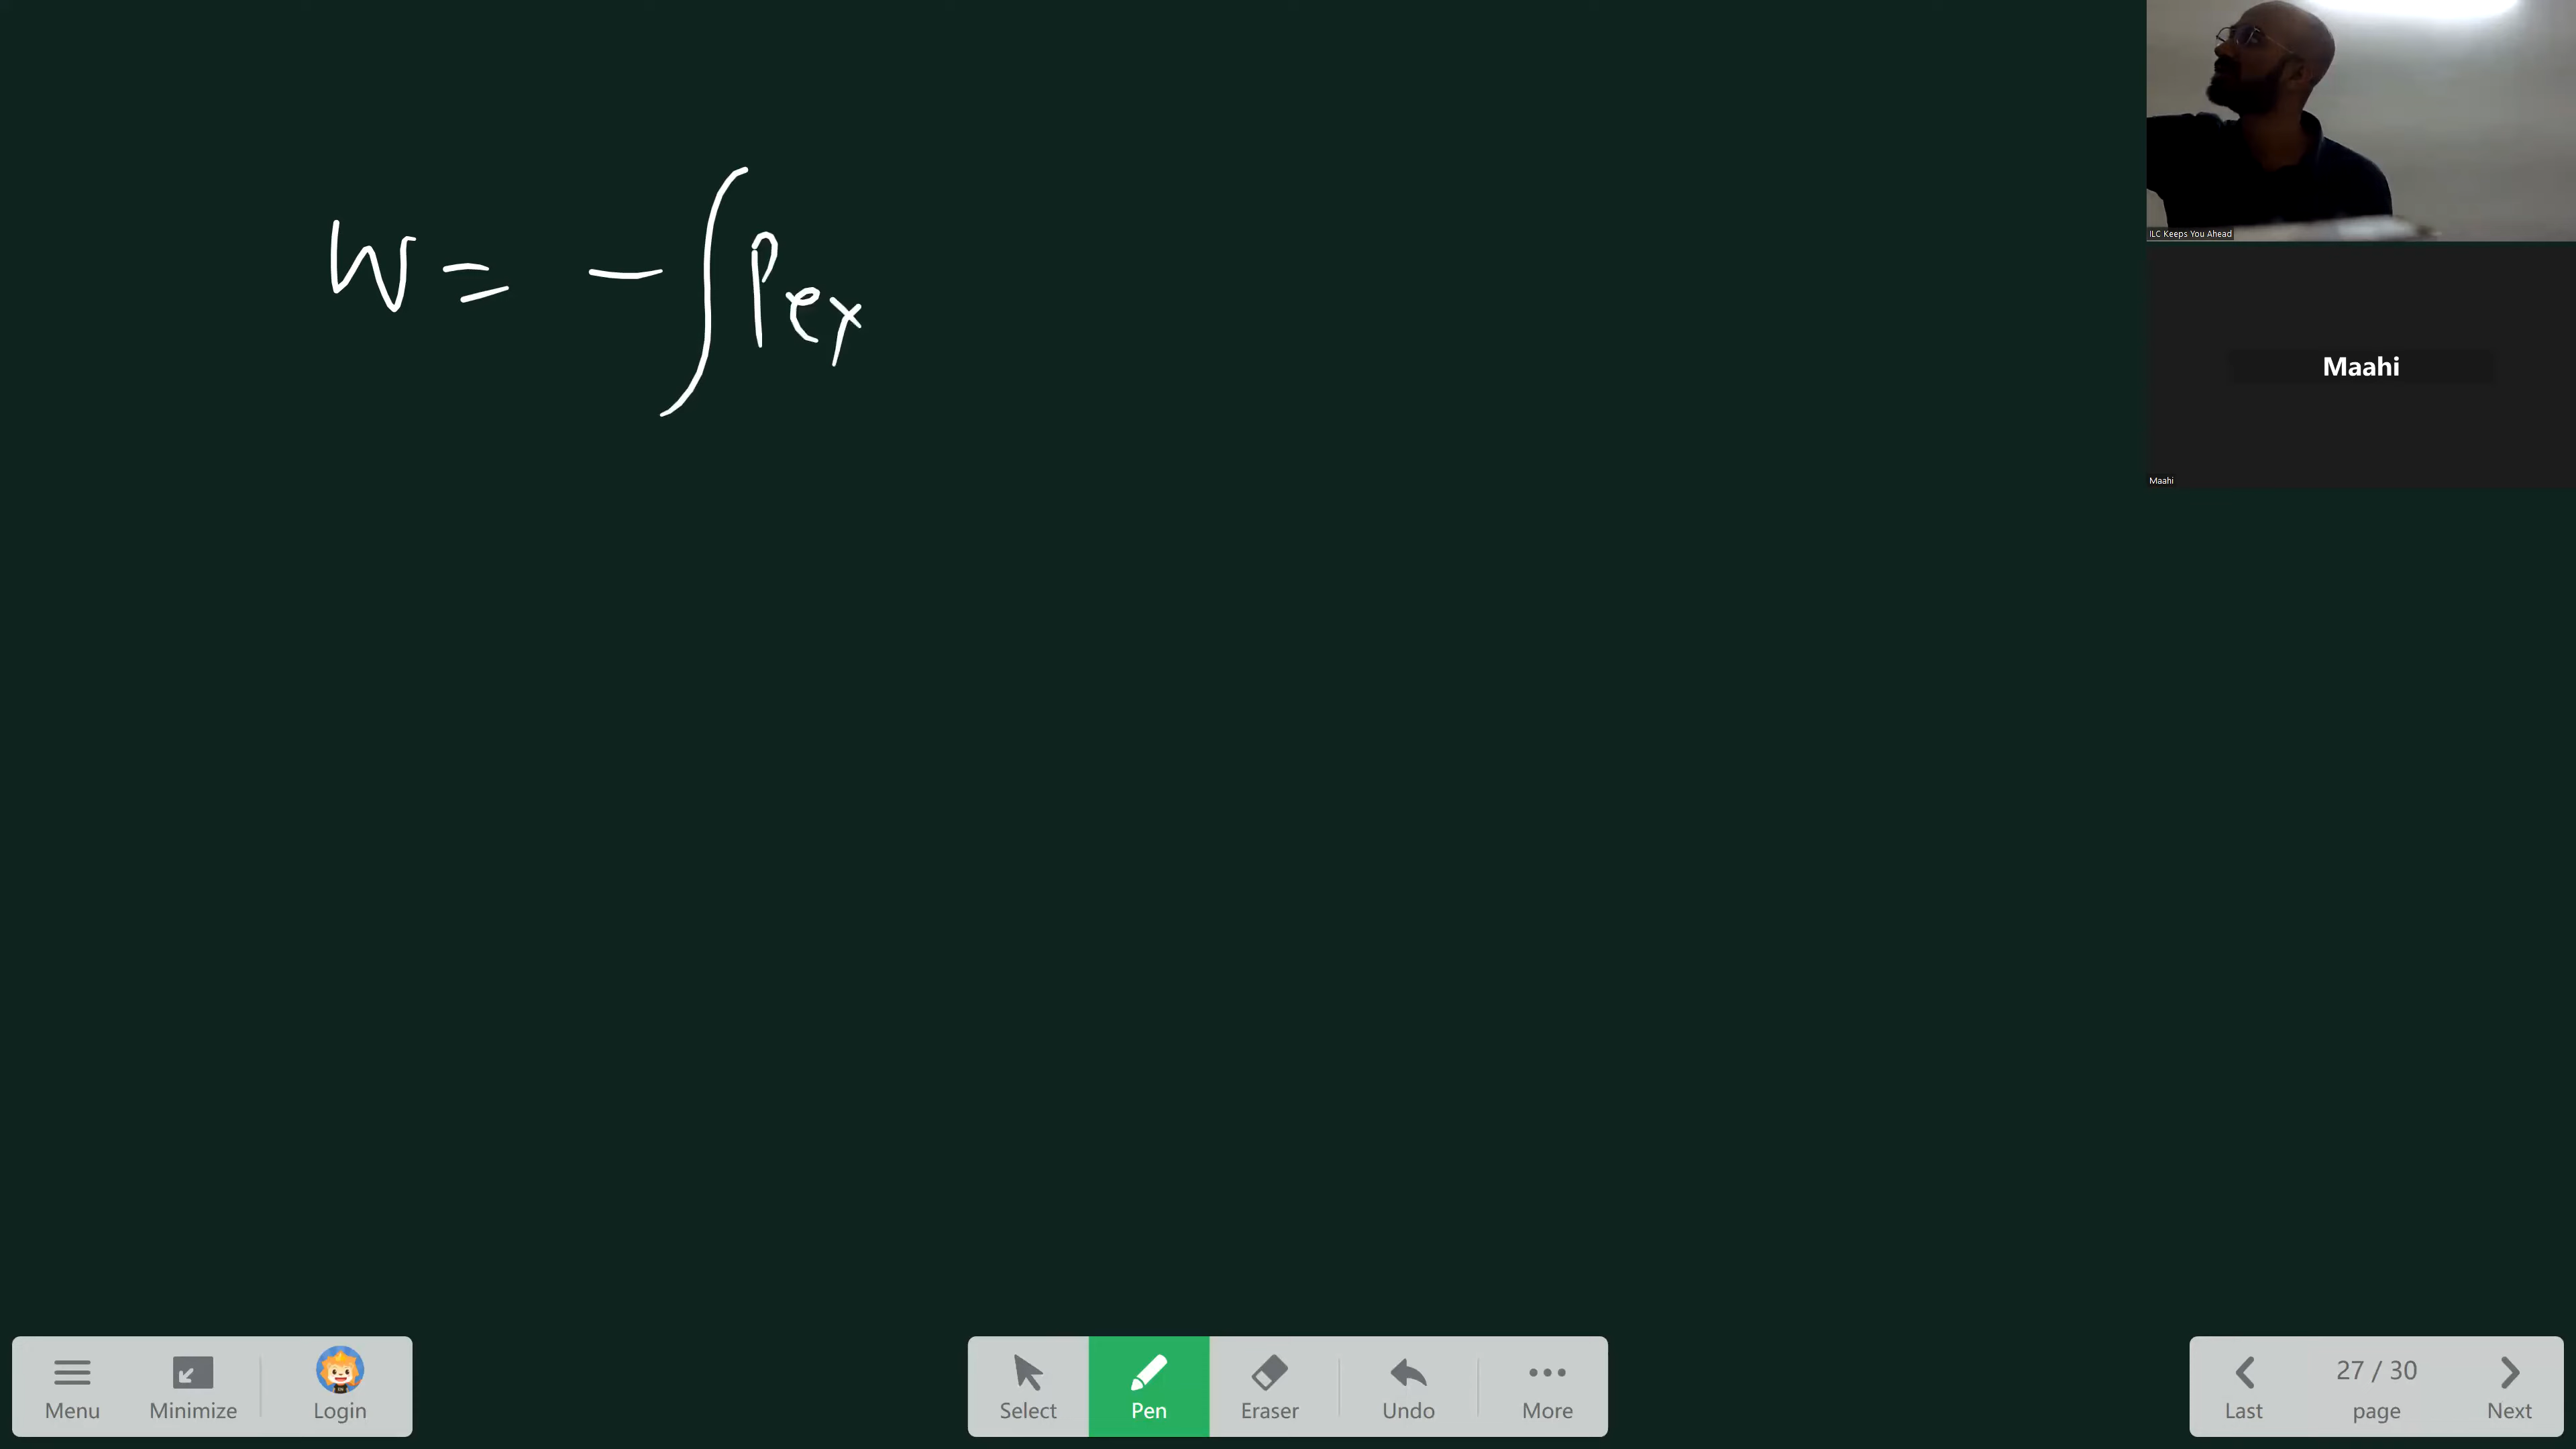 W = - ∫ Pex
ILC Keeps You Ahead
Maahi
Maahi
Menu
Minimize
Login
Select
Pen
Eraser
Undo
More
Last
27 / 30
page
Next